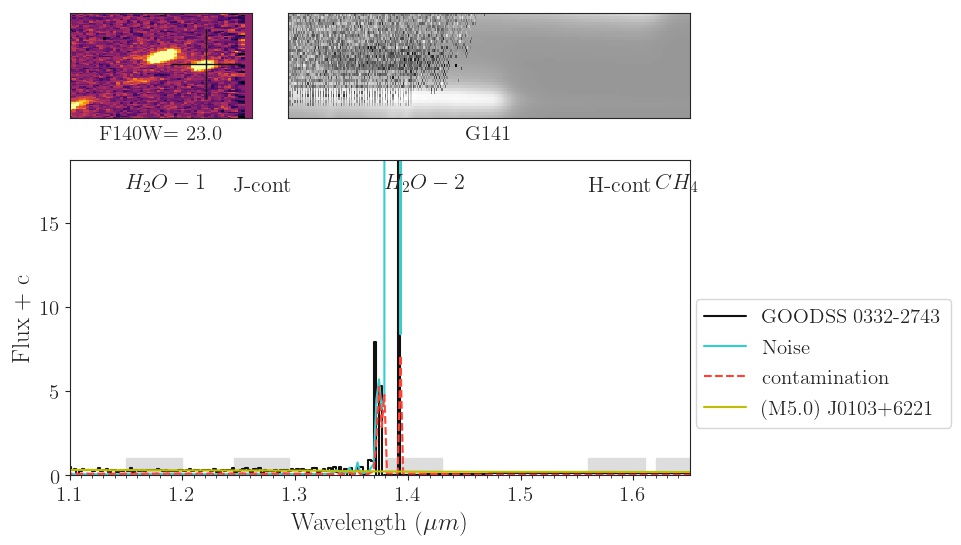 F140W= 23.0
G141
H₂O − 1
J-cont
H₂O − 2
H-cont
CH₄
15
10
5
0
Flux + c
1.1
1.2
1.3
1.4
1.5
1.6
Wavelength (μm)
GOODSS 0332-2743
Noise
contamination
(M5.0) J0103+6221